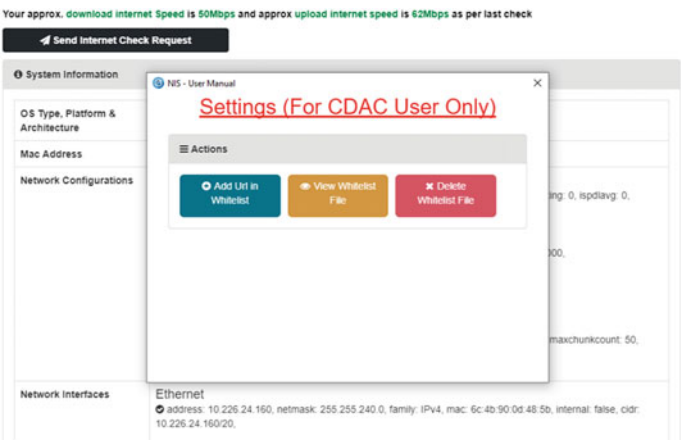 Your approx. download internet Speed is 50Mbps and approx upload internet speed is 62Mbps as per last check
Send Internet Check Request
System Information
NIS - User Manual
Settings (For CDAC User Only)
OS Type, Platform &
Architecture
Actions
Mac Address
Network Configurations
Add Url in
Whitelist
View Whitelist
File
Delete
Whitelist File
ing: 0, ispdlavg: 0,
000,
maxchunkcount: 50,
Network Interfaces
Ethernet
address: 10.226.24.160, netmask: 255.255.240.0, family: IPv4, mac: 6c:4b:90:0d:48:5b, internal: false, cidr:
10.226.24.160/20,